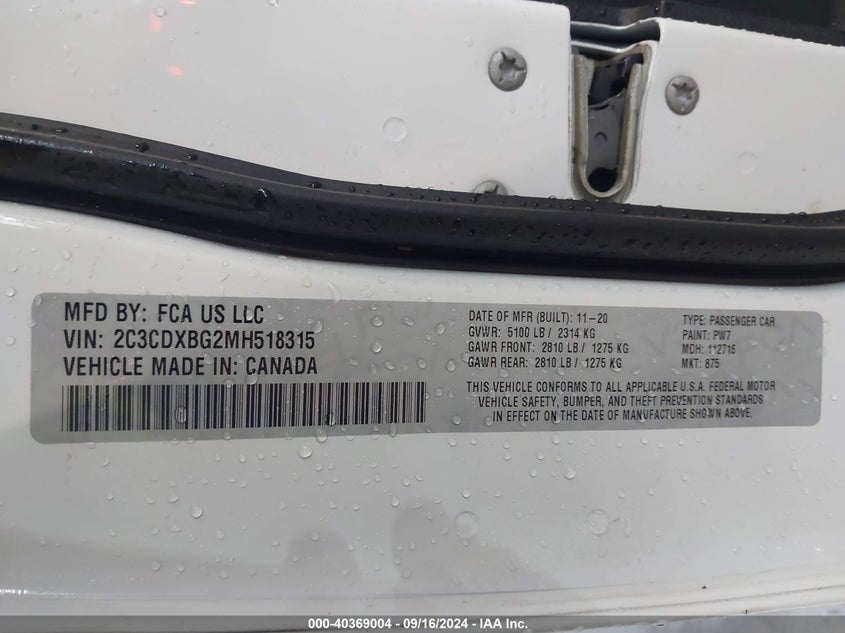 MFD BY: FCA US LLC
VIN: 2C3CDXBG2MH518315
VEHICLE MADE IN: CANADA
DATE OF MFR (BUILT): 11-20
GVWR: 5100 LB / 2314 KG
GAWR FRONT: 2810 LB / 1275 KG
GAWR REAR: 2810 LB / 1275 KG
TYPE: PASSENGER CAR
PAINT: PW7
MDH: 112716
MKT: 875
THIS VEHICLE CONFORMS TO ALL APPLICABLE U.S.A. FEDERAL MOTOR
VEHICLE SAFETY, BUMPER, AND THEFT PREVENTION STANDARDS
IN EFFECT ON THE DATE OF MANUFACTURE SHOWN ABOVE.
000-40369004 - 09/16/2024 - IAA Inc.